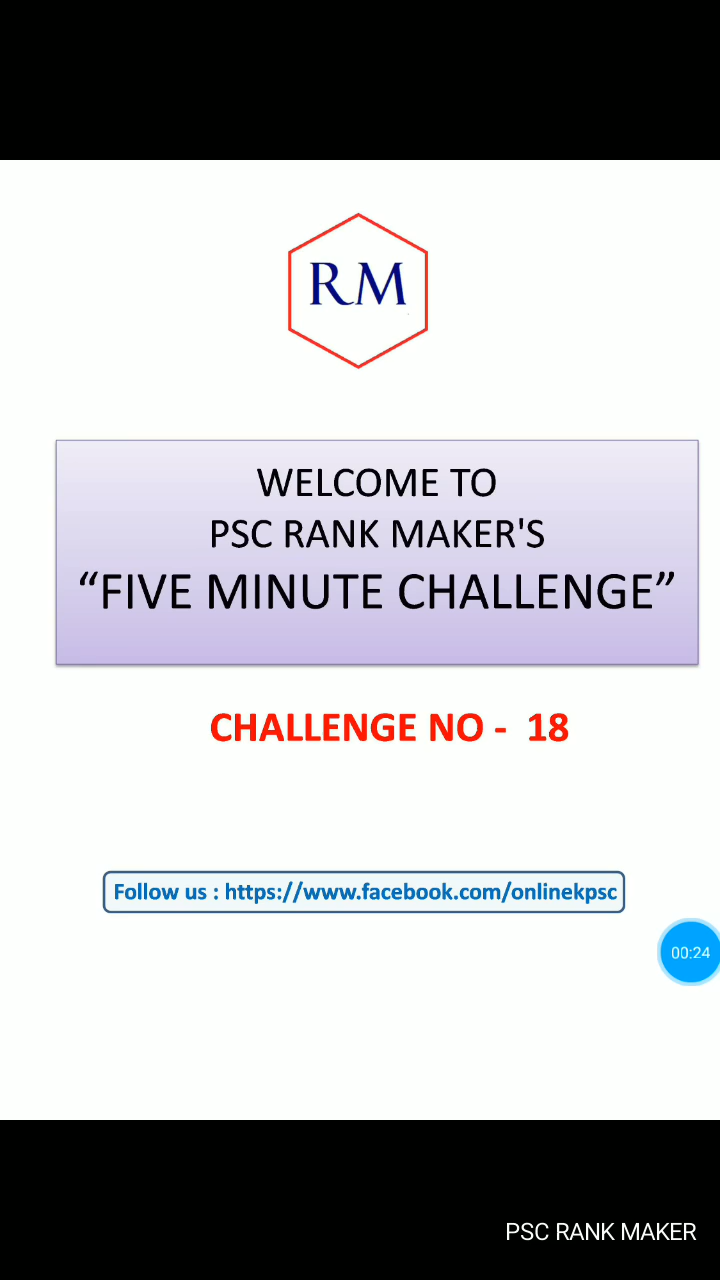 RM
WELCOME TO
PSC RANK MAKER'S
“FIVE MINUTE CHALLENGE”
CHALLENGE NO - 18
Follow us : https://www.facebook.com/onlinekpsc
00:24
PSC RANK MAKER